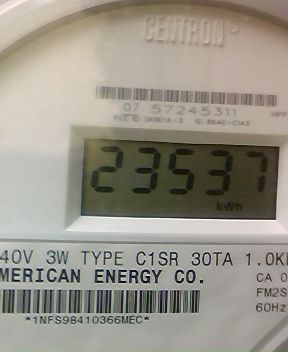 CENTRON®
07 57245311
23537
kWh
40V 3W TYPE C1SR 30TA 1.0K
MERICAN ENERGY CO.
CA 0
FM2S
60Hz
*1NFS98410366MEC*